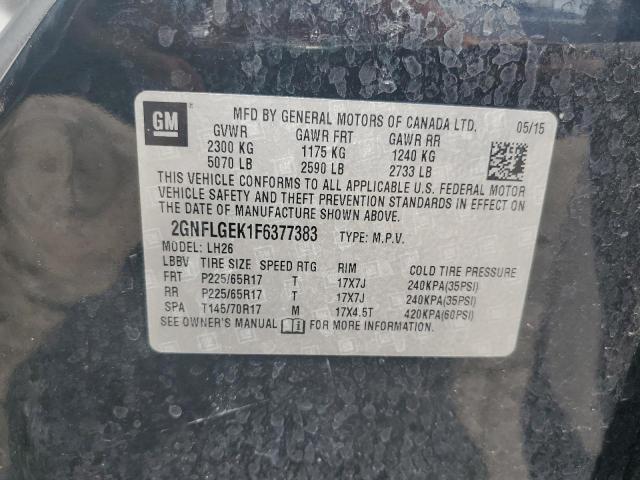 GM
MFD BY GENERAL MOTORS OF CANADA LTD. 05/15
GVWR GAWR FRT GAWR RR
2300 KG 1175 KG 1240 KG
5070 LB 2590 LB 2733 LB
THIS VEHICLE CONFORMS TO ALL APPLICABLE U.S. FEDERAL MOTOR
VEHICLE SAFETY AND THEFT PREVENTION STANDARDS IN EFFECT ON
DATE OF MANUFACTURE SHOWN ABOVE.
2GNFLGEK1F6377383 TYPE: M.P.V.
MODEL: LH26
LBBV TIRE SIZE SPEED RTG RIM COLD TIRE PRESSURE
FRT P225/65R17 T 17X7J 240KPA(35PSI)
RR P225/65R17 T 17X7J 240KPA(35PSI)
SPA T145/70R17 M 17X4.5T 420KPA(60PSI)
SEE OWNER'S MANUAL FOR MORE INFORMATION.